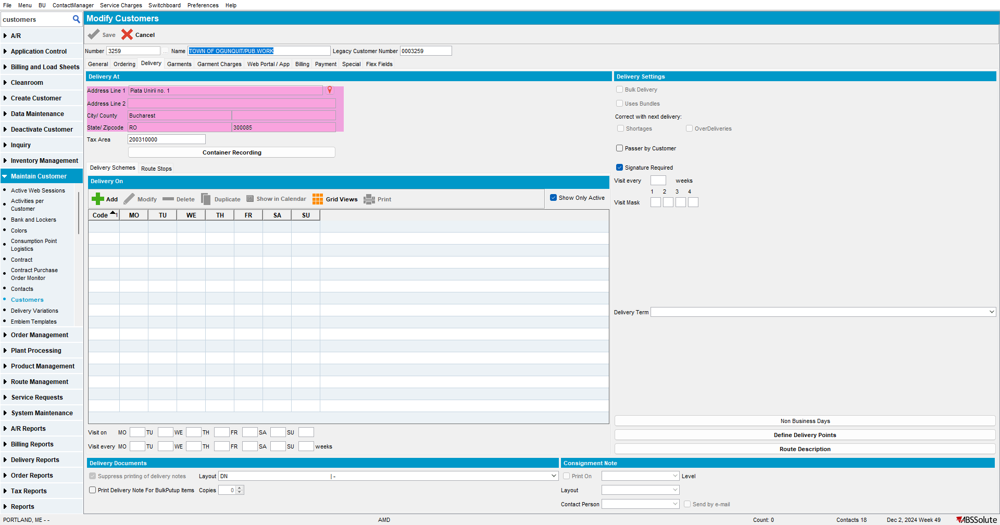 File Menu BU ContactManager Service Charges Switchboard Preferences Help
customers
Modify Customers
Save Cancel
Number 3259 ... Name TOWN OF OGUNQUIT/PUB.WORK Legacy Customer Number 0003259
General Ordering Delivery Garments Garment Charges Web Portal / App Billing Payment Special Flex Fields
A/R
Application Control
Billing and Load Sheets
Cleanroom
Create Customer
Data Maintenance
Deactivate Customer
Inquiry
Inventory Management
Maintain Customer
Active Web Sessions
Activities per
Customer
Bank and Lockers
Colors
Consumption Point
Logistics
Contract
Contract Purchase
Order Monitor
Contacts
Customers
Delivery Variations
Emblem Templates
Order Management
Plant Processing
Product Management
Route Management
Service Requests
System Maintenance
A/R Reports
Billing Reports
Delivery Reports
Order Reports
Tax Reports
Reports
Delivery At
Address Line 1 Piata Unirii no. 1
Address Line 2
City/ County Bucharest
State/ Zipcode RO 300085
Tax Area 200310000
Container Recording
Delivery Schemes Route Stops
Delivery On
Add Modify Delete Duplicate 16 Show in Calendar Grid Views Print Show Only Active
Code 1 MO TU WE TH FR SA SU
Visit on MO TU WE TH FR SA SU
Visit every MO TU WE TH FR SA SU weeks
Delivery Settings
Bulk Delivery
Uses Bundles
Correct with next delivery:
Shortages OverDeliveries
Passer by Customer
Signature Required
Visit every weeks
1 2 3 4
Visit Mask
Delivery Term
Non Business Days
Define Delivery Points
Route Description
Delivery Documents
Suppress printing of delivery notes Layout DN | -
Print Delivery Note For BulkPutup Items Copies 0
Consignment Note
Print On Level
Layout
Contact Person Send by e-mail
PORTLAND, ME - - AMD Count: 0 Contacts 18 Dec 2, 2024 Week 49 ABSSolute